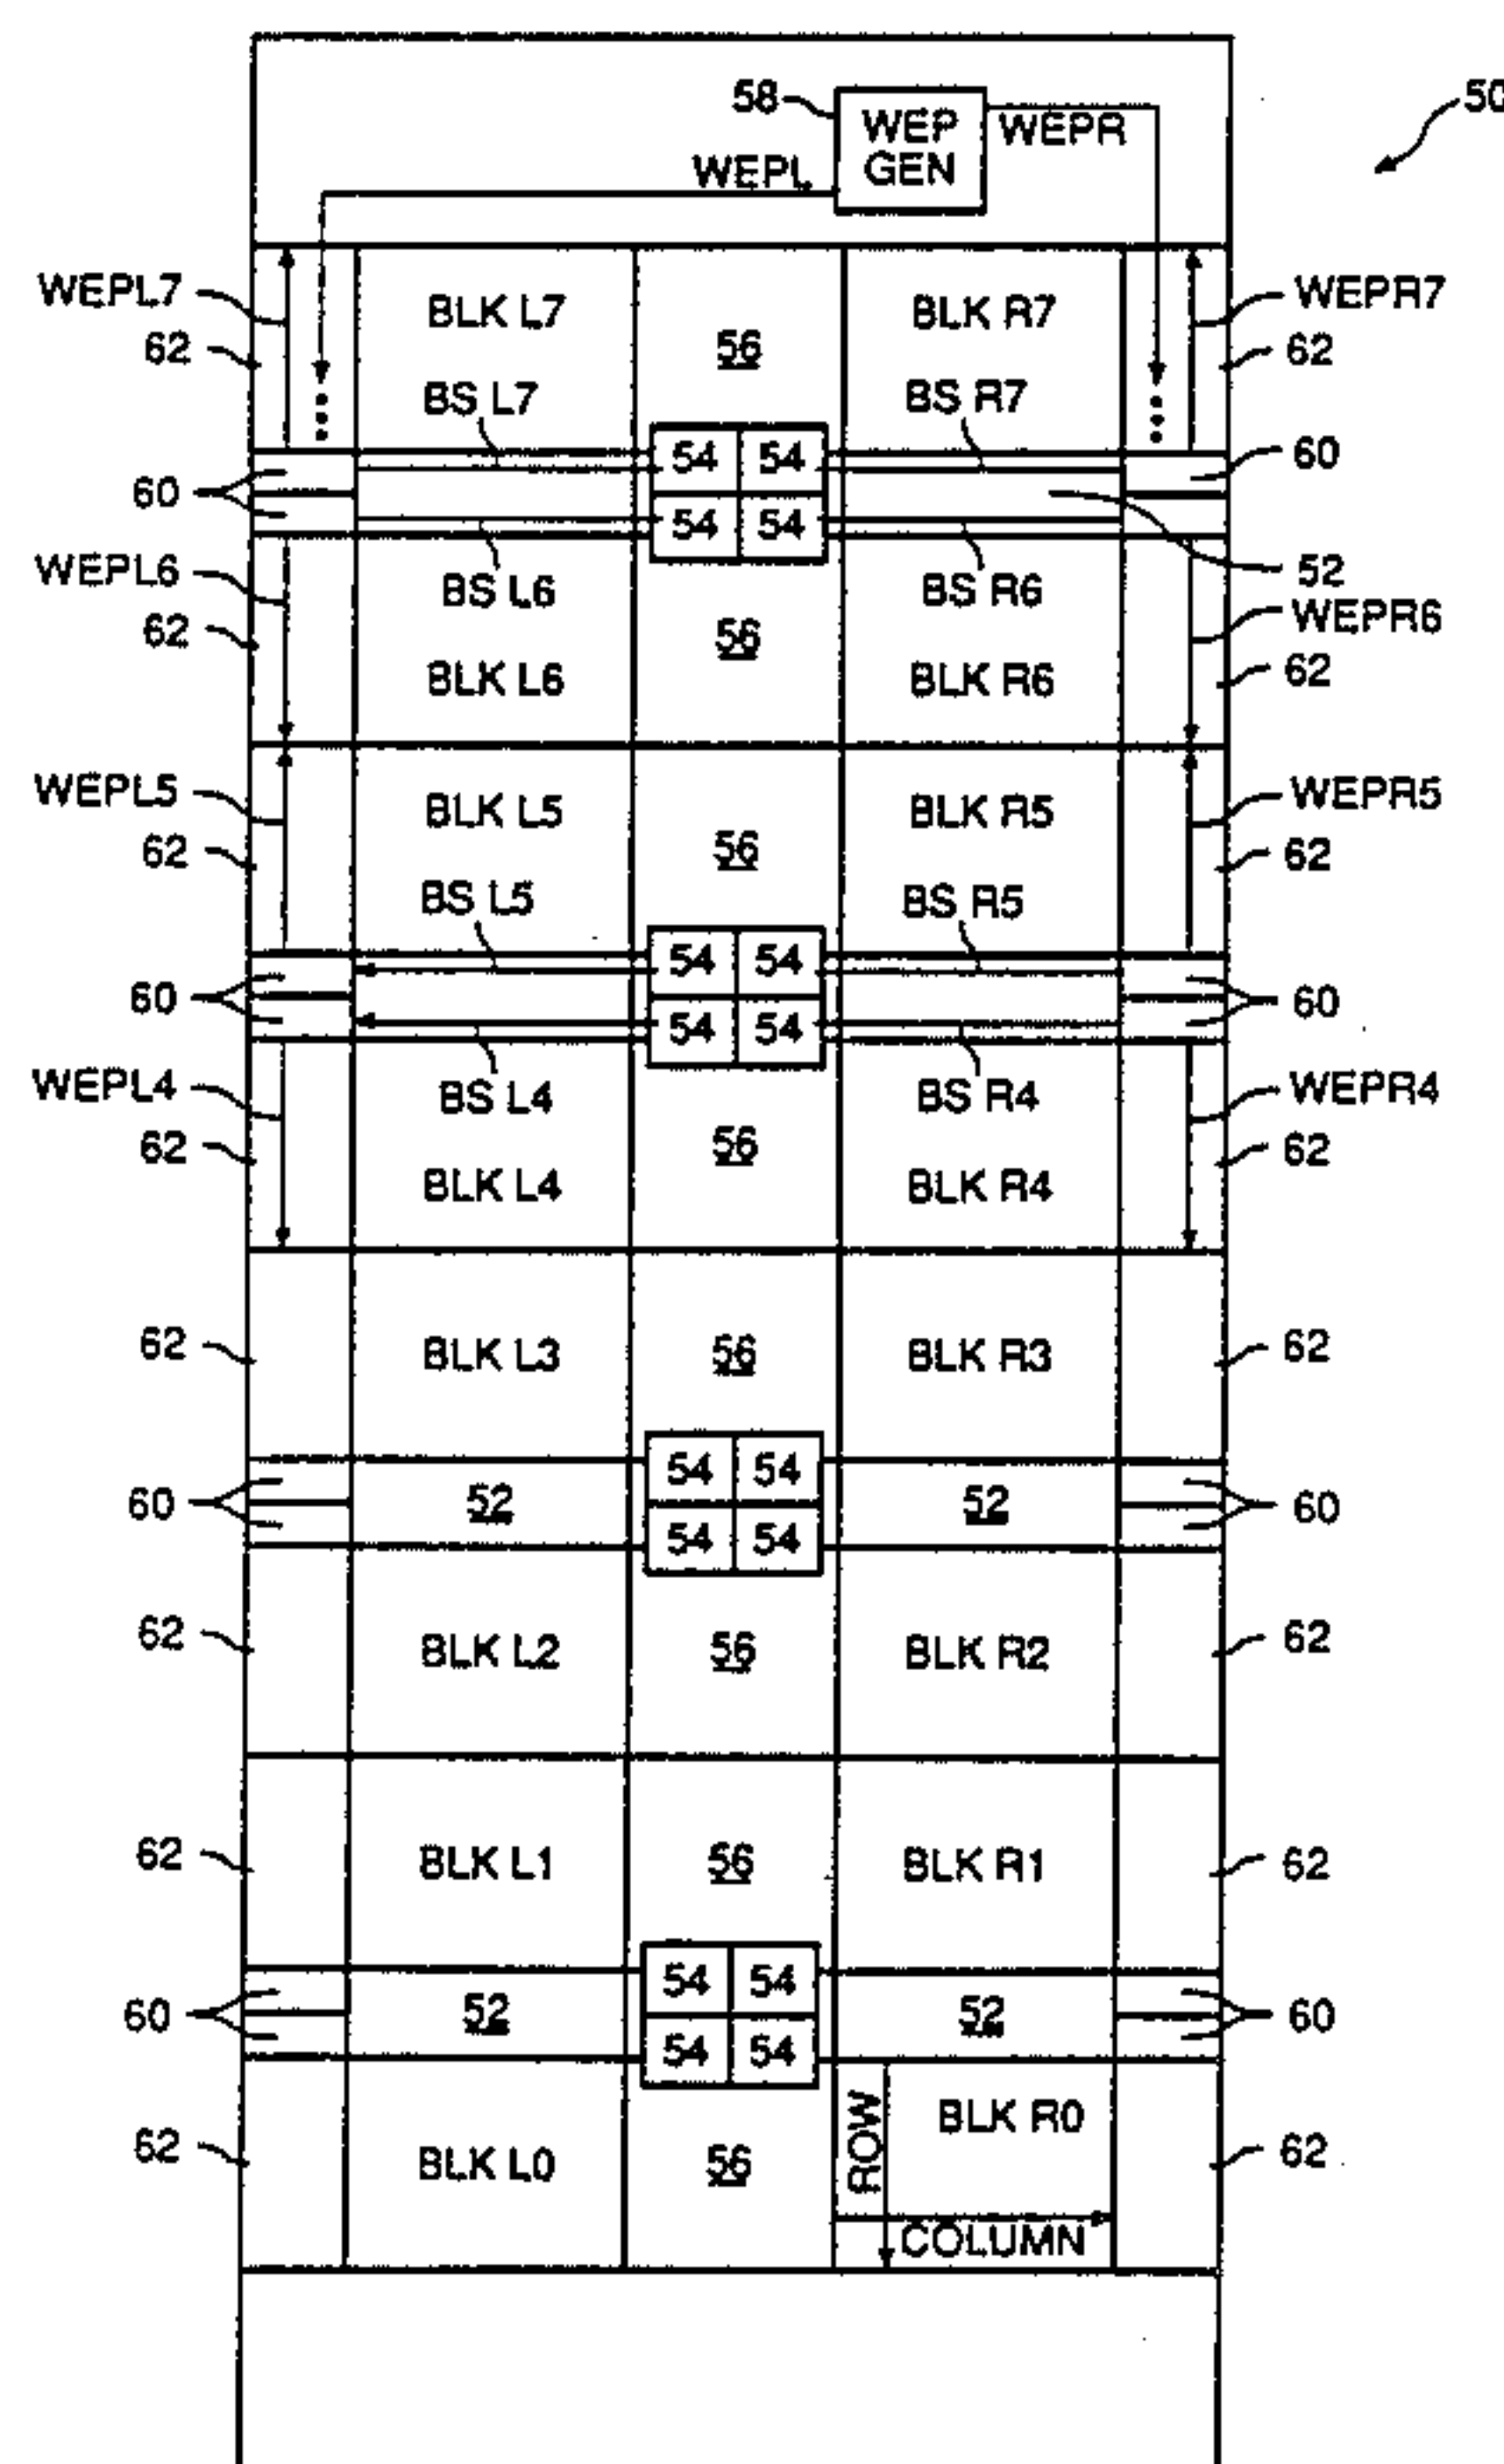 58
WEP
GEN
WEPR
50
WEPL
WEPL7
BLK L7
BLK R7
WEPR7
62
56
62
BS L7
BS R7
60
54 54
60
54 54
WEPL6
BS L6
BS R6
52
62
56
WEPR6
BLK L6
BLK R6
62
WEPL5
BLK L5
BLK R5
WEPR5
62
56
62
BS L5
BS R5
54 54
60
60
54 54
WEPL4
BS L4
BS R4
WEPR4
62
56
62
BLK L4
BLK R4
62
BLK L3
56
BLK R3
62
54 54
60
52
52
60
54 54
62
BLK L2
56
BLK R2
62
62
BLK L1
56
BLK R1
62
54 54
60
52
52
60
54 54
ROW
BLK R0
62
BLK L0
56
62
COLUMN